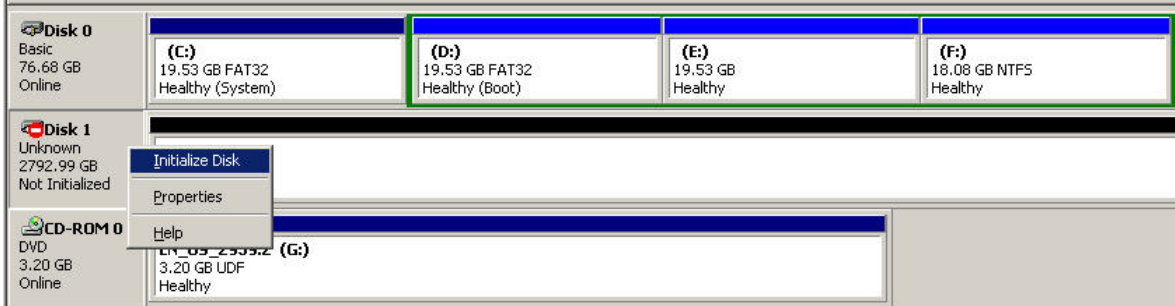 Disk 0
Basic
76.68 GB
Online
(C:)
19.53 GB FAT32
Healthy (System)
(D:)
19.53 GB FAT32
Healthy (Boot)
(E:)
19.53 GB
Healthy
(F:)
18.08 GB NTFS
Healthy
Disk 1
Unknown
2792.99 GB
Not Initialized
Initialize Disk
Properties
Help
CD-ROM 0
DVD
3.20 GB
Online
(G:)
3.20 GB UDF
Healthy